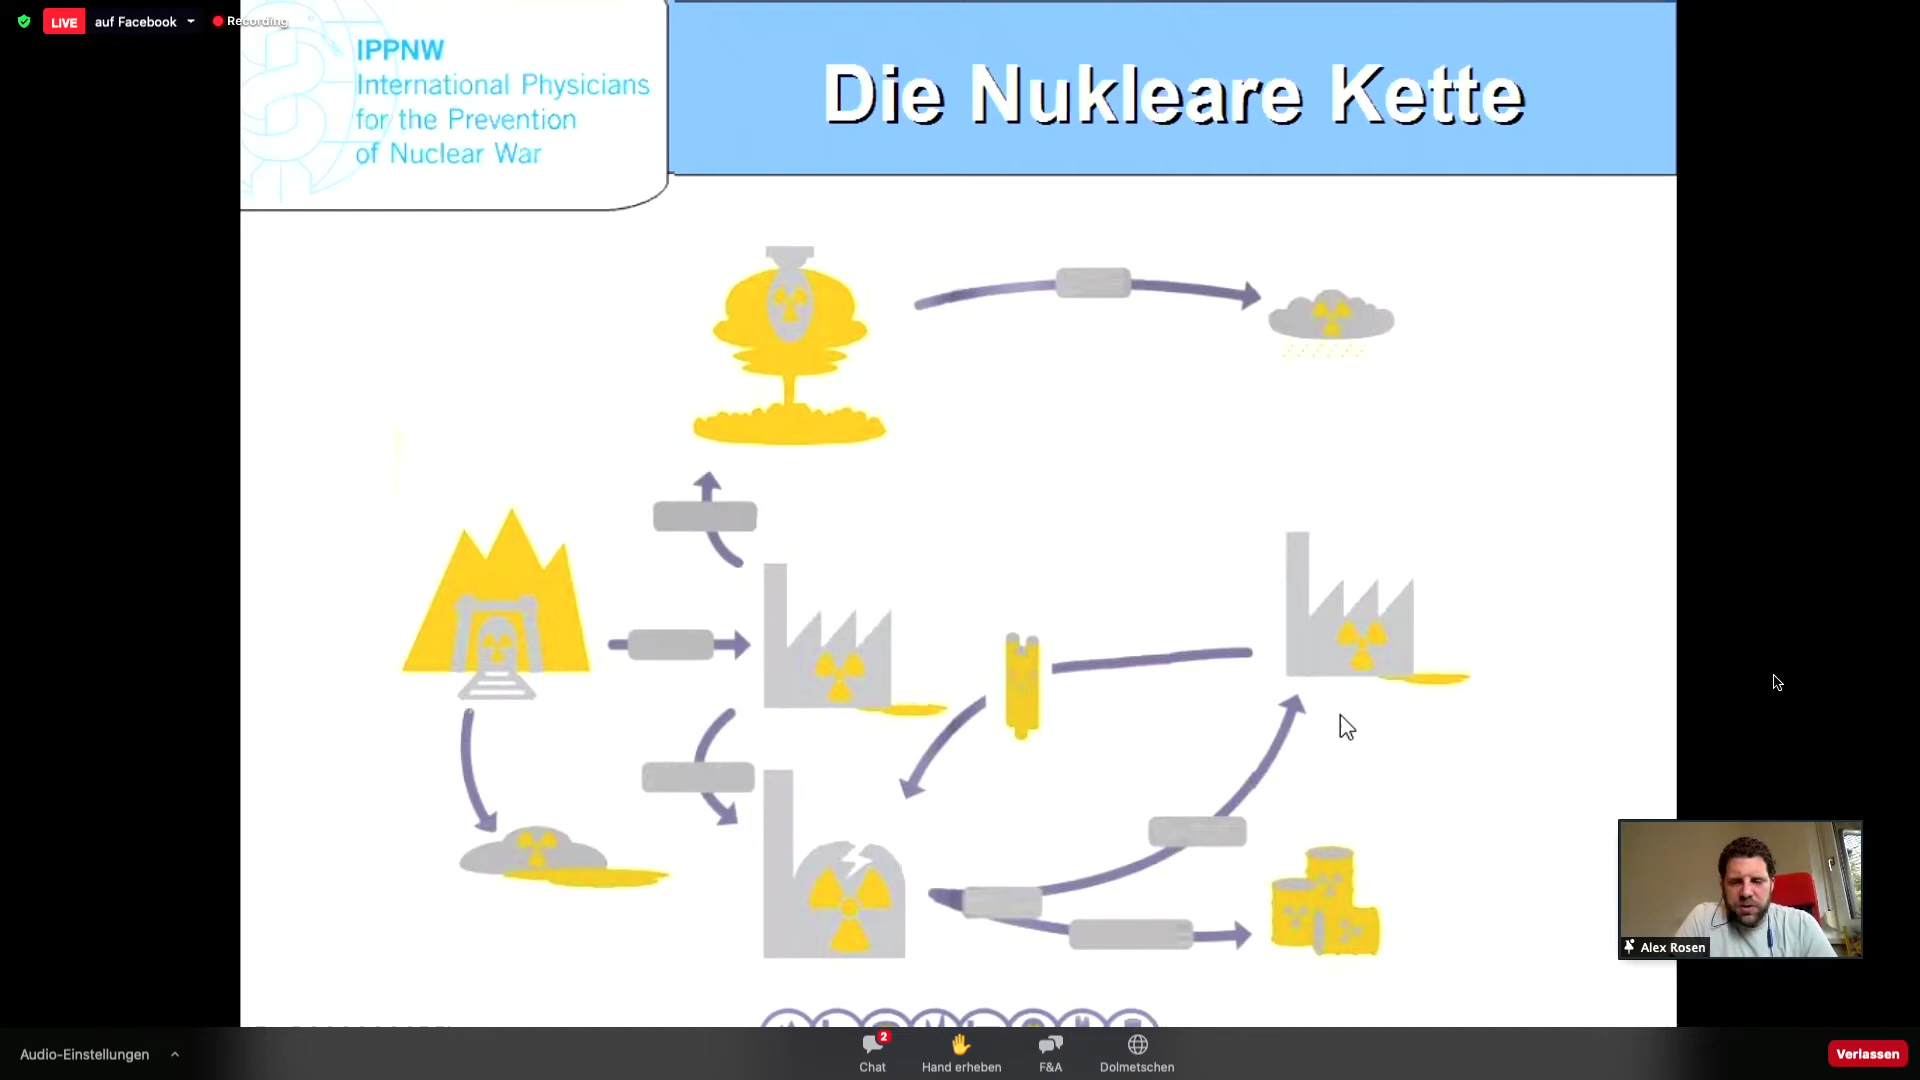 LIVE auf Facebook Recording
IPPNW
International Physicians
for the Prevention
of Nuclear War
Die Nukleare Kette
Alex Rosen
Audio-Einstellungen
2
Chat
Hand erheben
F&A
Dolmetschen
Verlassen